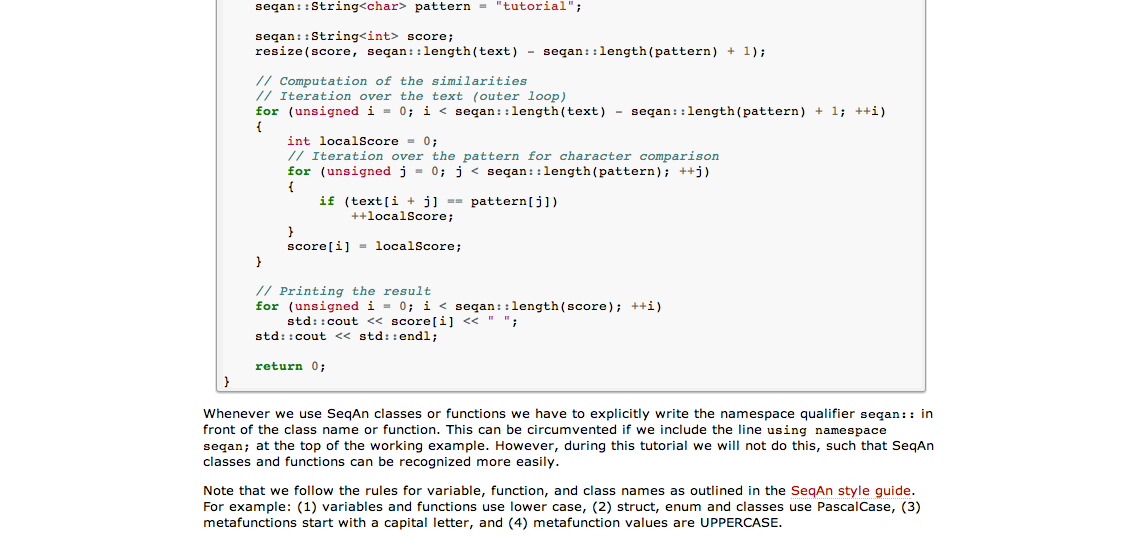 seqan::String<char> pattern = "tutorial";
seqan::String<int> score;
resize(score, seqan::length(text) - seqan::length(pattern) + 1);
// Computation of the similarities
// Iteration over the text (outer loop)
for (unsigned i = 0; i < seqan::length(text) - seqan::length(pattern) + 1; ++i)
{
int localScore = 0;
// Iteration over the pattern for character comparison
for (unsigned j = 0; j < seqan::length(pattern); ++j)
{
if (text[i + j] == pattern[j])
++localScore;
}
score[i] = localScore;
}
// Printing the result
for (unsigned i = 0; i < seqan::length(score); ++i)
std::cout << score[i] << " ";
std::cout << std::endl;
return 0;
}
Whenever we use SeqAn classes or functions we have to explicitly write the namespace qualifier seqan:: in
front of the class name or function. This can be circumvented if we include the line using namespace
seqan; at the top of the working example. However, during this tutorial we will not do this, such that SeqAn
classes and functions can be recognized more easily.
Note that we follow the rules for variable, function, and class names as outlined in the SeqAn style guide.
For example: (1) variables and functions use lower case, (2) struct, enum and classes use PascalCase, (3)
metafunctions start with a capital letter, and (4) metafunction values are UPPERCASE.